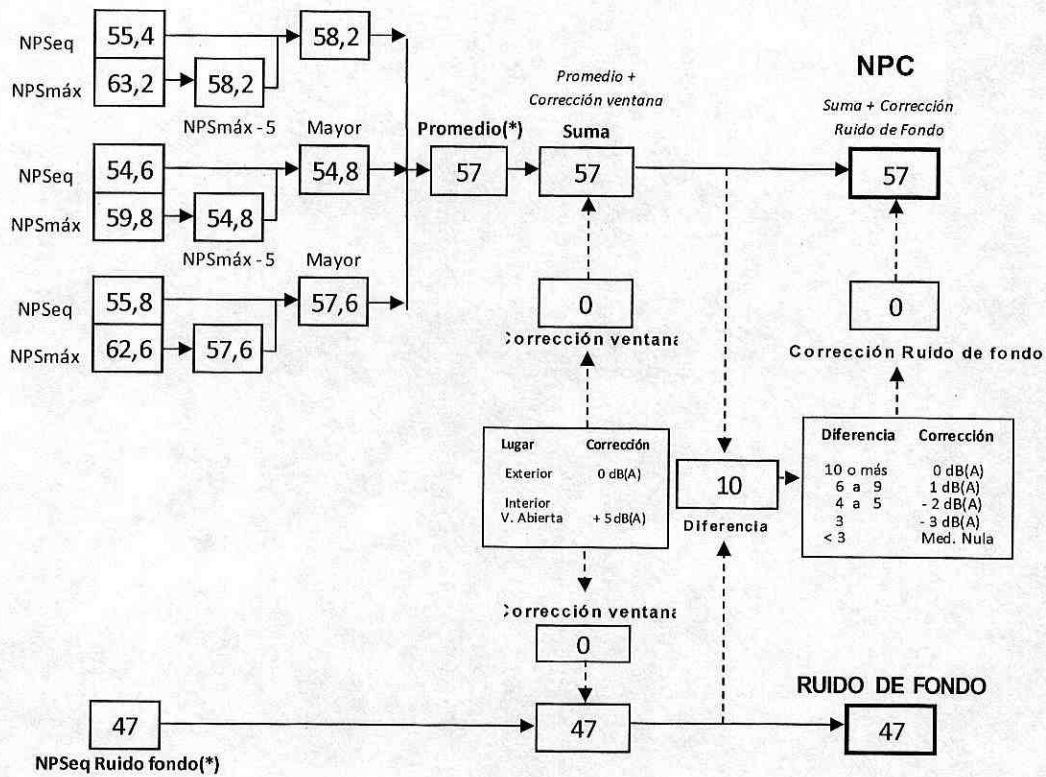 NPSeq 55,4 58,2
NPSmáx 63,2 58,2
NPSmáx - 5 Mayor
NPSeq 54,6 54,8
NPSmáx 59,8 54,8
NPSmáx - 5 Mayor
NPSeq 55,8 57,6
NPSmáx 62,6 57,6
Promedio(*)
57
Promedio +
Corrección ventana
Suma
57
0
Corrección ventana
NPC
Suma + Corrección
Ruido de Fondo
57
0
Corrección Ruido de fondo
Lugar Corrección
Exterior 0 dB(A)
Interior
V. Abierta + 5 dB(A)
10
Diferencia
Diferencia Corrección
10 o más 0 dB(A)
6 a 9 1 dB(A)
4 a 5 - 2 dB(A)
3 - 3 dB(A)
< 3 Med. Nula
Corrección ventana
0
47
NPSeq Ruido fondo(*)
47
RUIDO DE FONDO
47